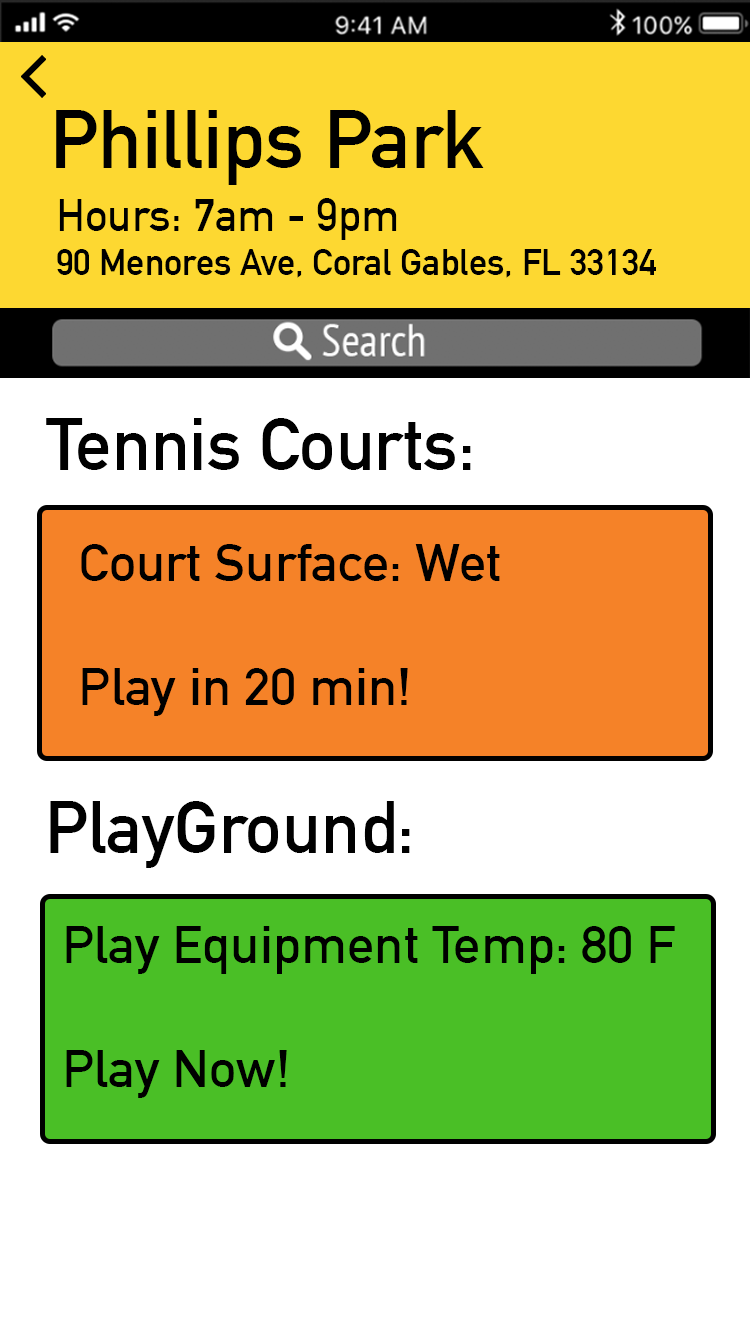 9:41 AM
100%
Phillips Park
Hours: 7am - 9pm
90 Menores Ave, Coral Gables, FL 33134
Search
Tennis Courts:
Court Surface: Wet
Play in 20 min!
PlayGround:
Play Equipment Temp: 80 F
Play Now!